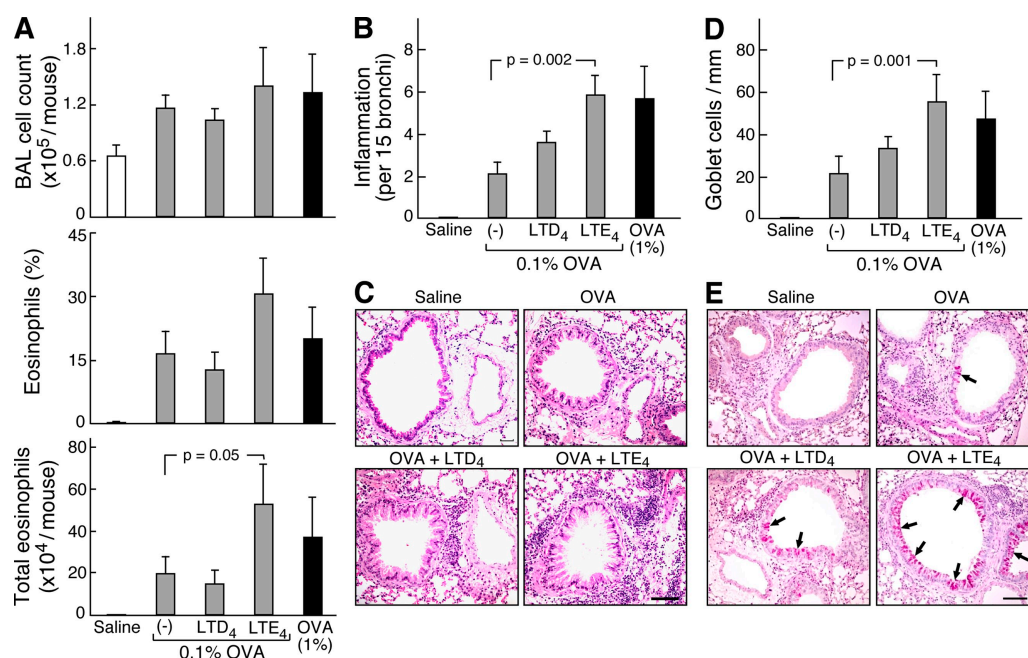 A
BAL cell count
(x10⁵ / mouse)
1.8
1.2
0.6
0
Eosinophils (%)
45
30
15
0
Total eosinophils
(x10⁴ / mouse)
80
60
40
20
0
p = 0.05
Saline (-) LTD₄ LTE₄ OVA
(1%)
0.1% OVA
B
Inflammation
(per 15 bronchi)
8
6
4
2
0
p = 0.002
Saline (-) LTD₄ LTE₄ OVA
(1%)
0.1% OVA
C
Saline OVA
OVA + LTD₄ OVA + LTE₄
D
Goblet cells / mm
80
60
40
20
0
p = 0.001
Saline (-) LTD₄ LTE₄ OVA
(1%)
0.1% OVA
E
Saline OVA
OVA + LTD₄ OVA + LTE₄